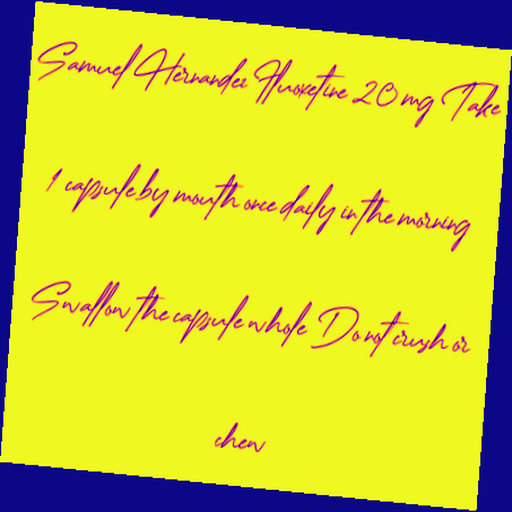 Samuel Hernandez Fluoxetine 20 mg Take
1 capsule by mouth once daily in the morning
Swallow the capsule whole Do not crush or
chew